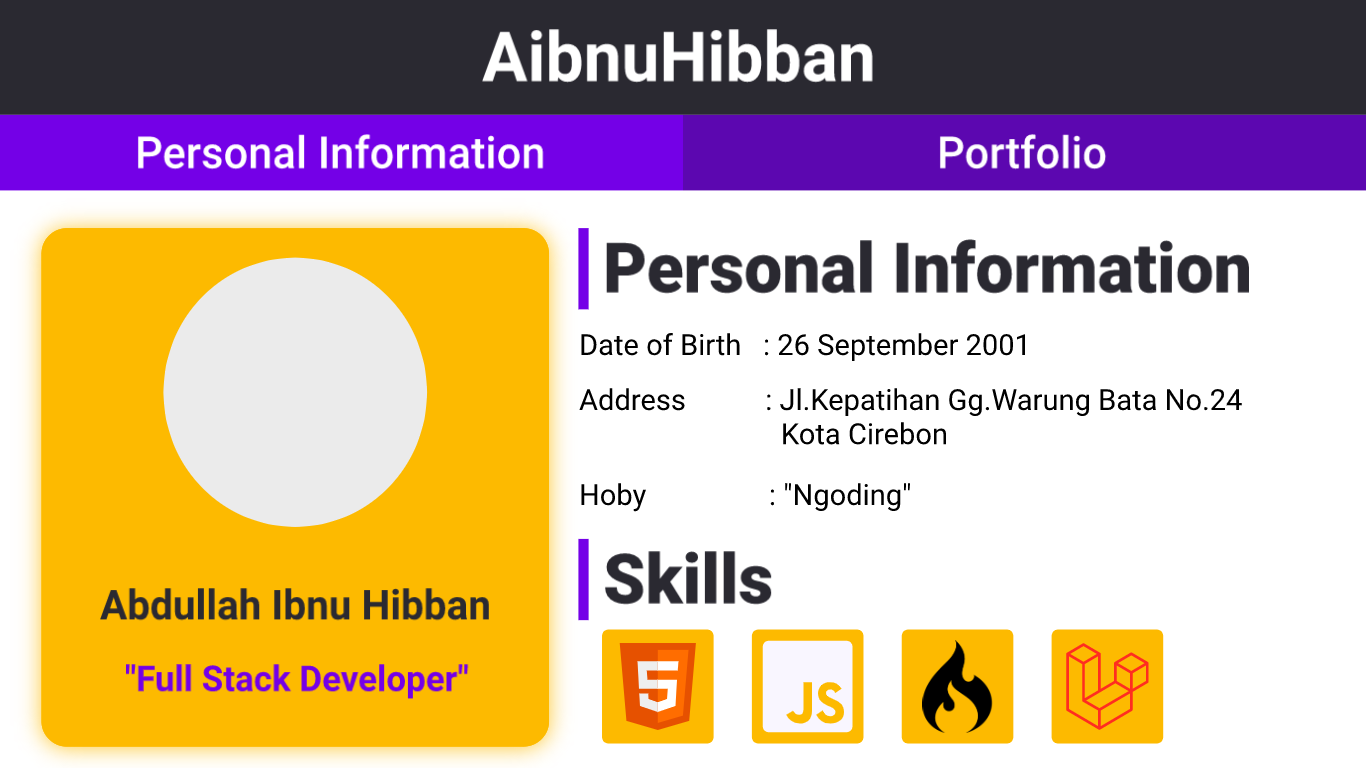 AibnuHibban
Personal Information
Portfolio
Abdullah Ibnu Hibban
"Full Stack Developer"
Personal Information
Date of Birth : 26 September 2001
Address : Jl.Kepatihan Gg.Warung Bata No.24
Kota Cirebon
Hoby : "Ngoding"
Skills
5
JS